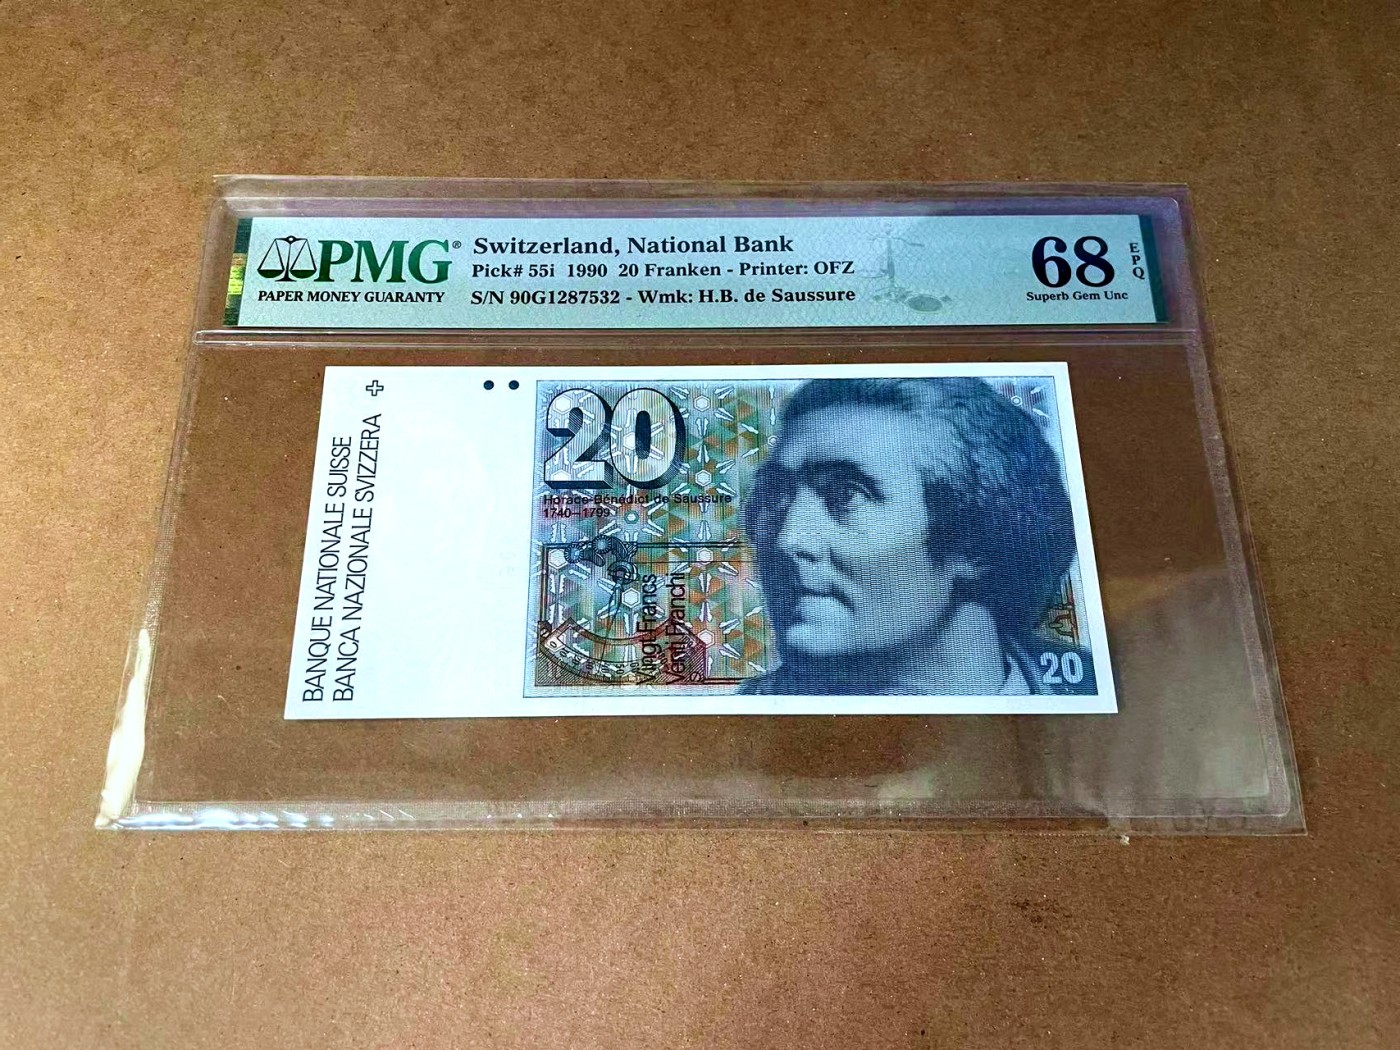 PMG®
PAPER MONEY GUARANTY
Switzerland, National Bank
Pick# 55i 1990 20 Franken - Printer: OFZ
S/N 90G1287532 - Wmk: H.B. de Saussure
68
EPQ
Superb Gem Unc
BANQUE NATIONALE SUISSE
BANCA NAZIONALE SVIZZERA
20
Horace-Bénédict de Saussure
1740–1799
Vingt Francs
Venti Franchi
20